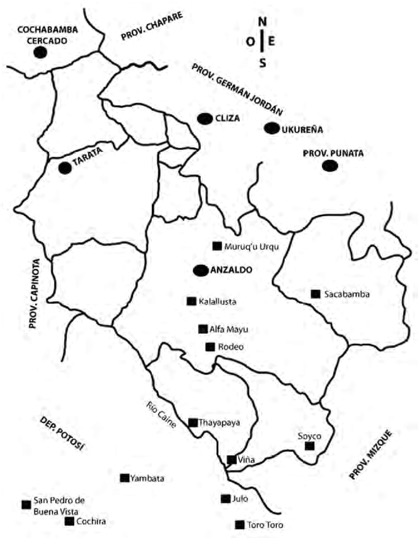 COCHABAMBA
CERCADO
PROV. CHAPARE
N
O E
S
PROV. GERMÁN JORDÁN
CLIZA
UKUREÑA
PROV. PUNATA
TARATA
Muruq'u Urqu
ANZALDO
Sacabamba
Kalallusta
PROV. CAPINOTA
Alfa Mayu
Rodeo
Río Caine
Thayapaya
DEP. POTOSÍ
Soyco
PROV. MIZQUE
Viña
Yambata
San Pedro de
Buena Vista
Julo
Cochira
Toro Toro